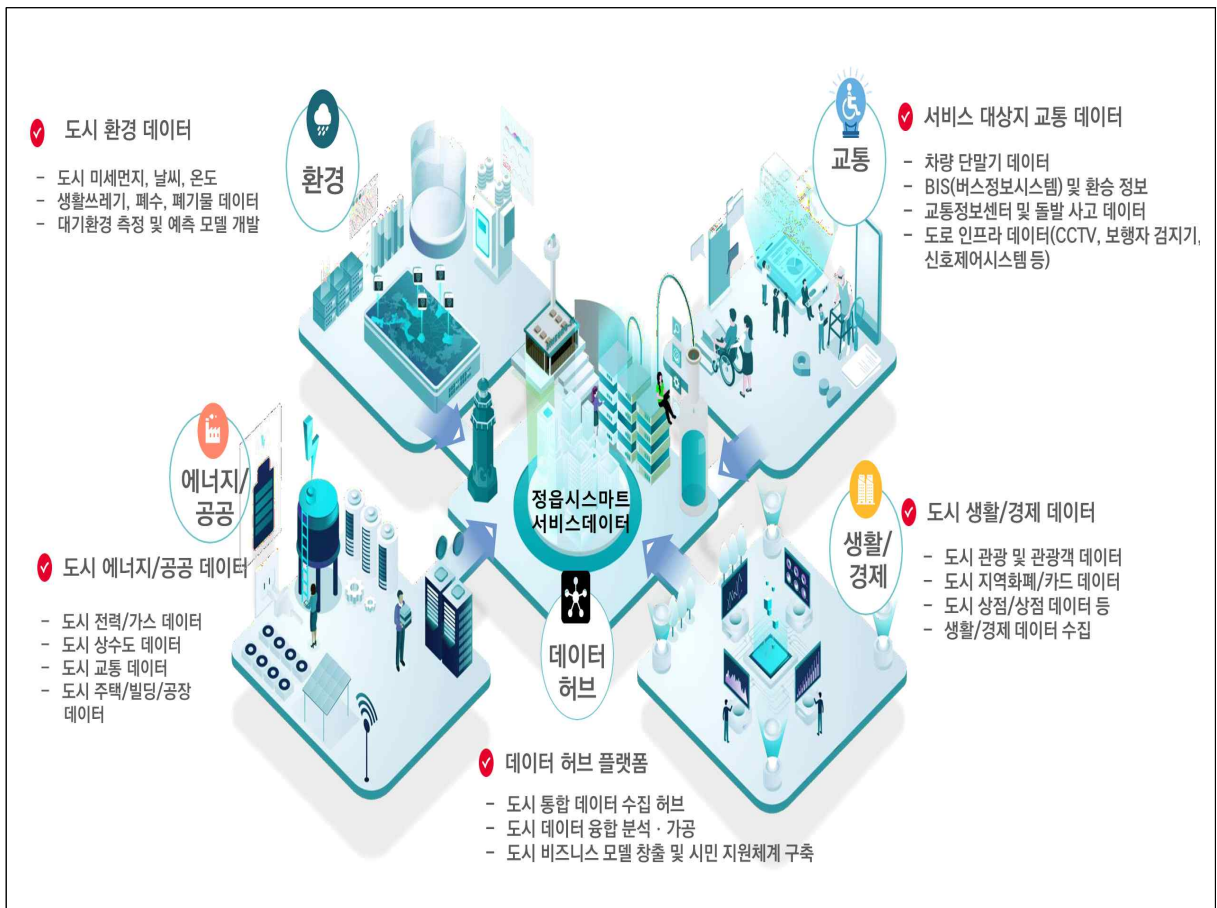 환경
도시 환경 데이터
- 도시 미세먼지, 날씨, 온도
- 생활쓰레기, 폐수, 폐기물 데이터
- 대기환경 측정 및 예측 모델 개발
교통
서비스 대상지 교통 데이터
- 차량 단말기 데이터
- BIS(버스정보시스템) 및 환승 정보
- 교통정보센터 및 돌발 사고 데이터
- 도로 인프라 데이터(CCTV, 보행자 검지기,
신호제어시스템 등)
에너지/
공공
도시 에너지/공공 데이터
- 도시 전력/가스 데이터
- 도시 상수도 데이터
- 도시 교통 데이터
- 도시 주택/빌딩/공장
데이터
정읍시스마트
서비스데이터
생활/
경제
도시 생활/경제 데이터
- 도시 관광 및 관광객 데이터
- 도시 지역화폐/카드 데이터
- 도시 상점/상점 데이터 등
- 생활/경제 데이터 수집
데이터
허브
데이터 허브 플랫폼
- 도시 통합 데이터 수집 허브
- 도시 데이터 융합 분석 · 가공
- 도시 비즈니스 모델 창출 및 시민 지원체계 구축